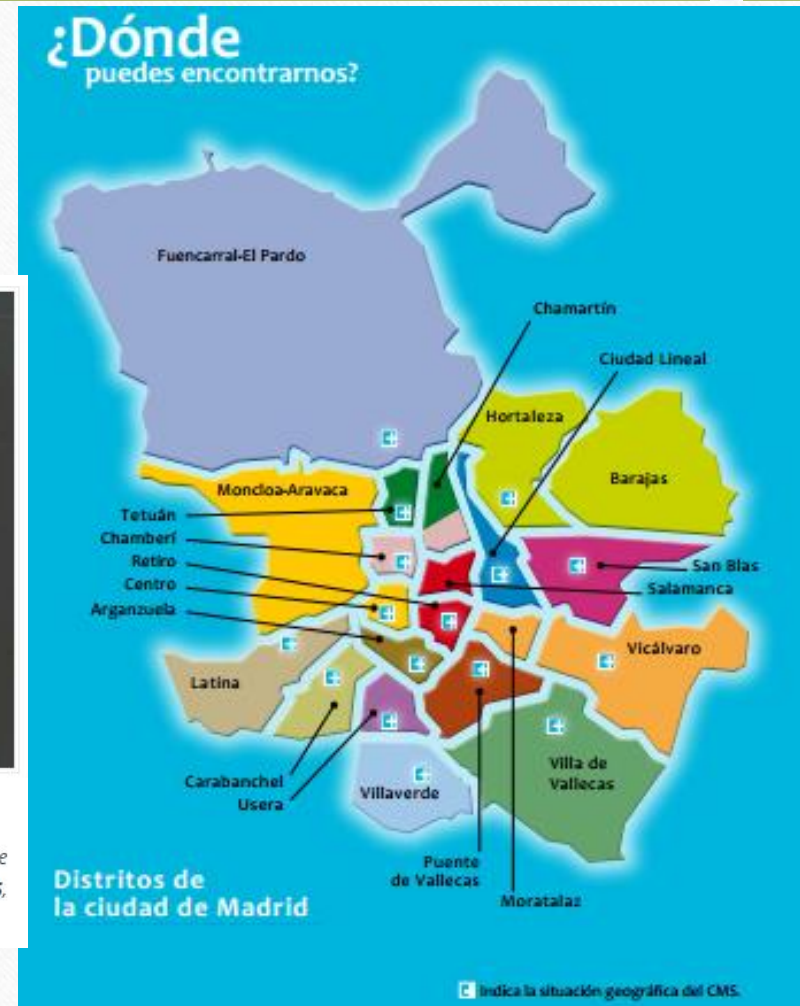 ¿Dónde
puedes encontrarnos?
Fuencarral-El Pardo
Chamartín
Ciudad Lineal
Hortaleza
Barajas
Moncloa-Aravaca
Tetuán
Chamberí
Retiro
Centro
Arganzuela
San Blas
Salamanca
Vicálvaro
Latina
Carabanchel
Usera
Villaverde
Villa de
Vallecas
Puente
de Vallecas
Moratalaz
Distritos de
la ciudad de Madrid
Indica la situación geográfica del CMS.